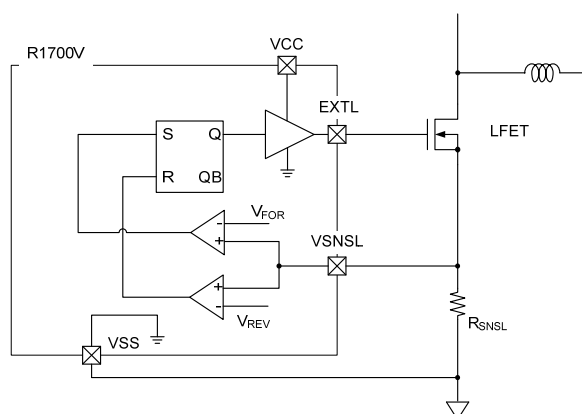 R1700V
VCC
EXTL
LFET
S Q
R QB
VFOR
- +
VSNSL
+ -
VREV
RSNSL
VSS